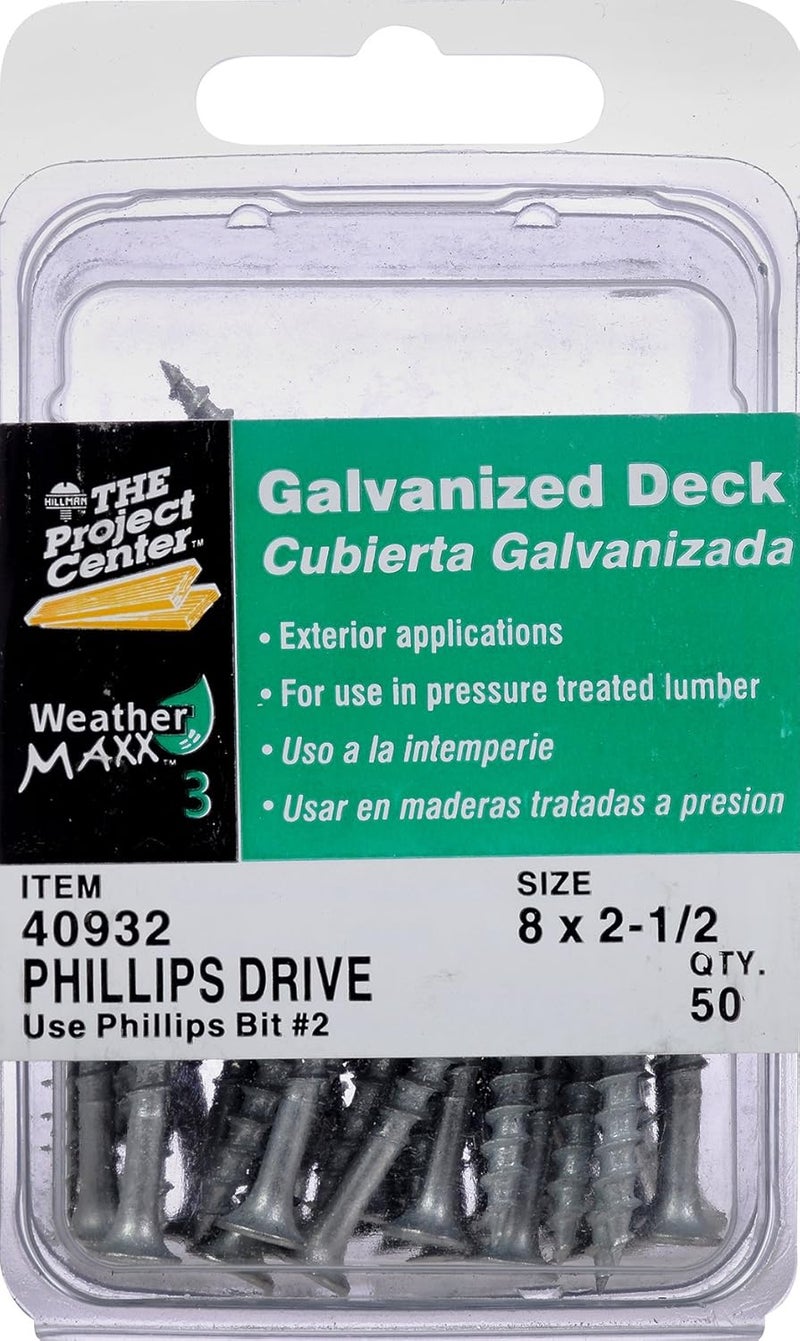 HILLMAN
THE
Project
Center™
Weather
MAXX™
3
Galvanized Deck
Cubierta Galvanizada
• Exterior applications
• For use in pressure treated lumber
• Uso a la intemperie
• Usar en maderas tratadas a presion
ITEM
40932
PHILLIPS DRIVE
Use Phillips Bit #2
SIZE
8 x 2-1/2
QTY.
50